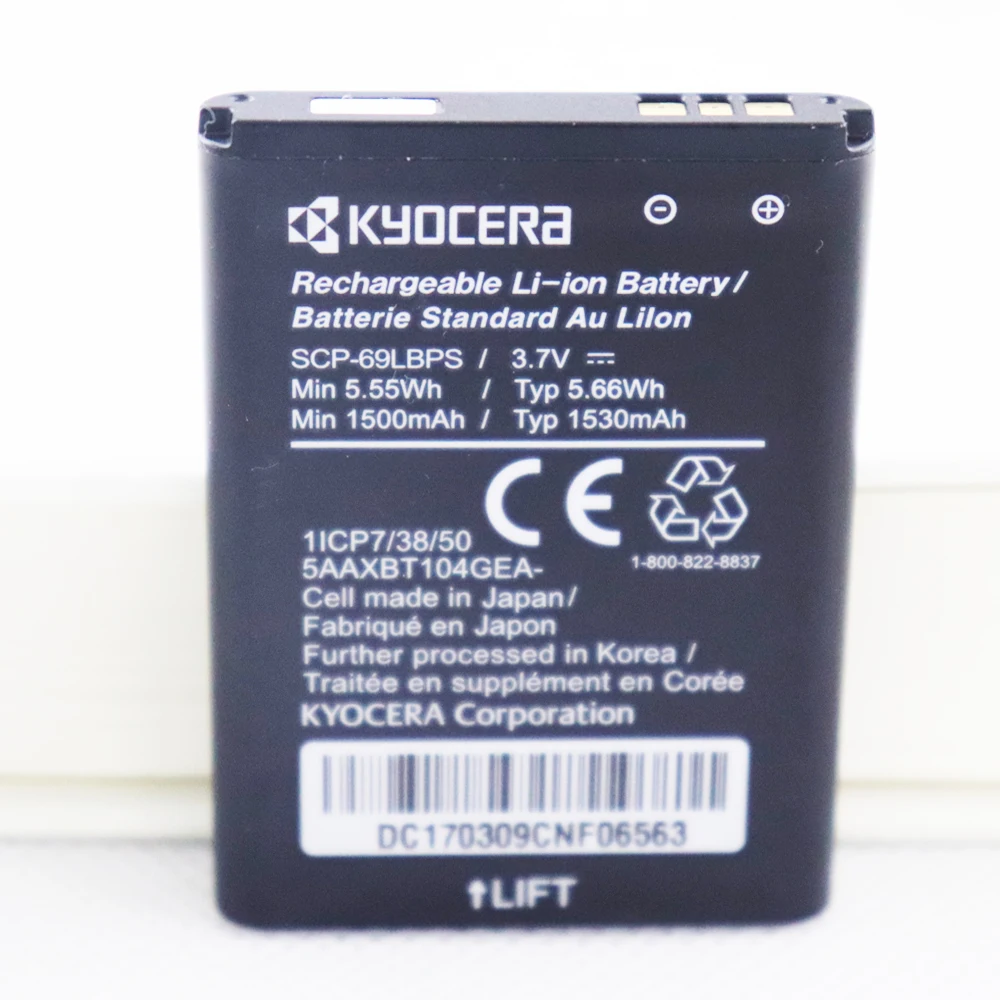 KYOCERA
Rechargeable Li-ion Battery/
Batterie Standard Au LiIon
SCP-69LBPS / 3.7V
Min 5.55Wh / Typ 5.66Wh
Min 1500mAh / Typ 1530mAh
CE
1-800-822-8837
1ICP7/38/50
5AAXBT104GEA-
Cell made in Japan/
Fabriqué en Japon
Further processed in Korea /
Traitée en supplément en Corée
KYOCERA Corporation
DC170309CNF06563
↑LIFT